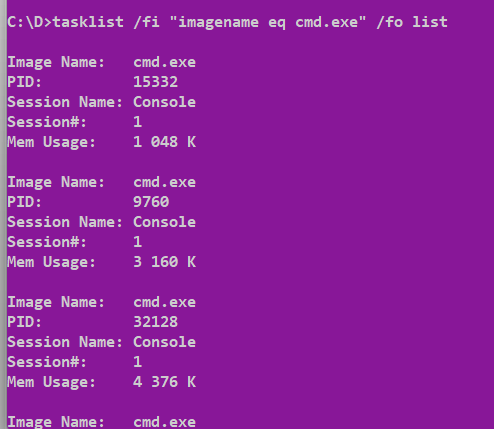 C:\D>tasklist /fi "imagename eq cmd.exe" /fo list
Image Name:   cmd.exe
PID:          15332
Session Name: Console
Session#:     1
Mem Usage:    1 048 K
Image Name:   cmd.exe
PID:          9760
Session Name: Console
Session#:     1
Mem Usage:    3 160 K
Image Name:   cmd.exe
PID:          32128
Session Name: Console
Session#:     1
Mem Usage:    4 376 K
Image Name:   cmd.exe